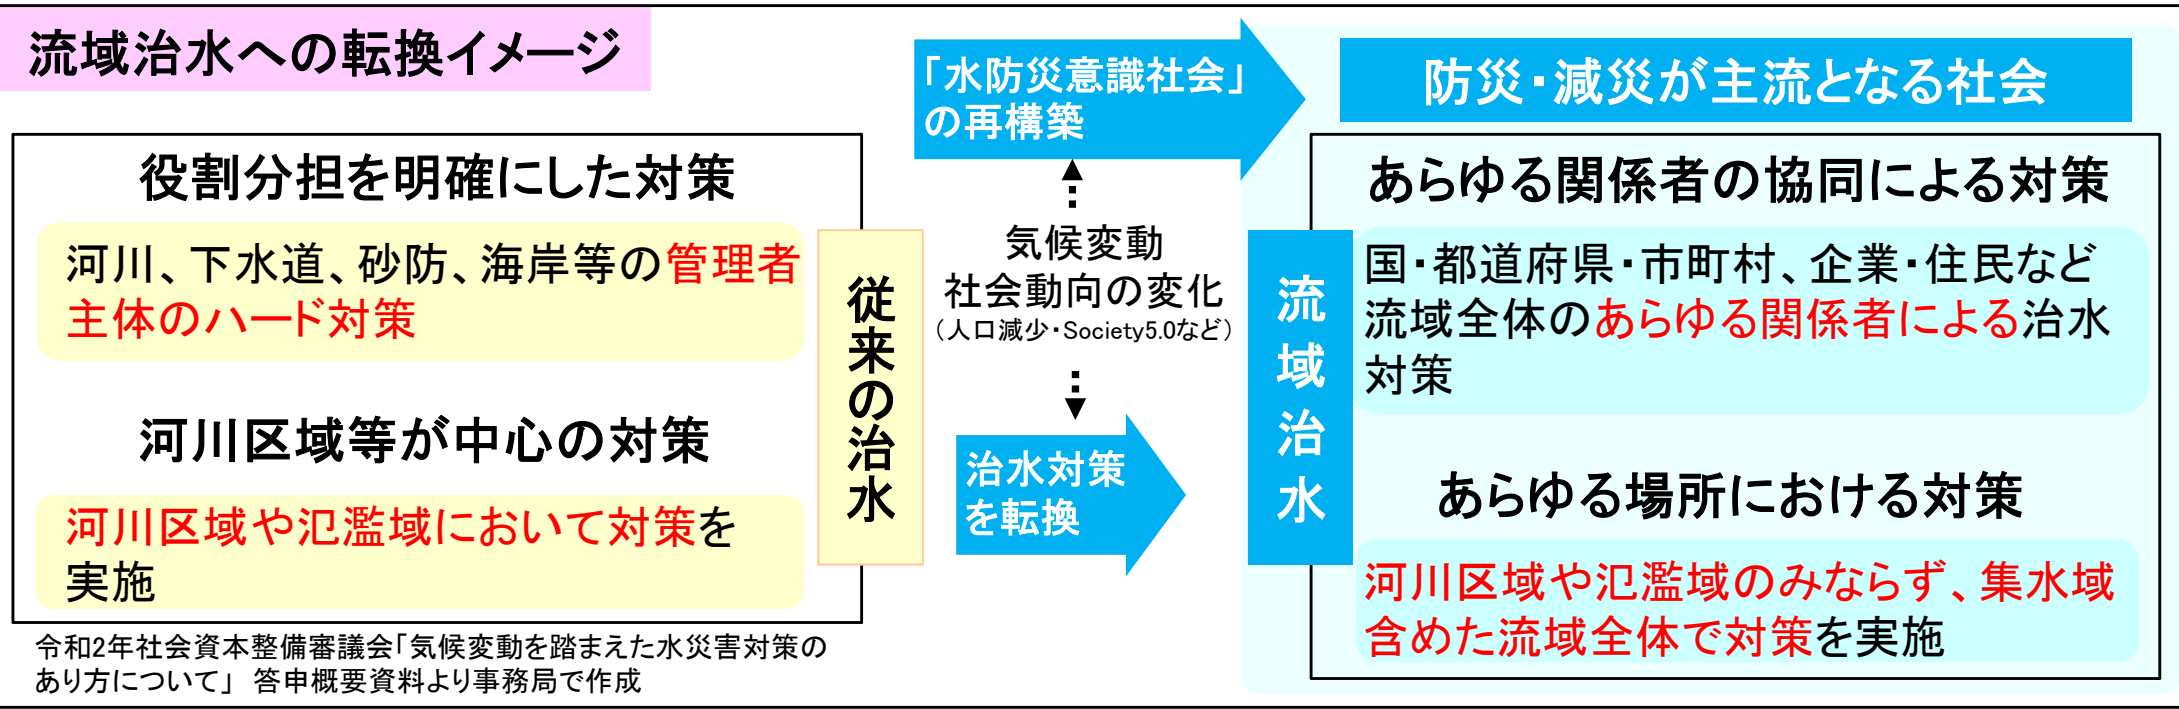 流域治水への転換イメージ
役割分担を明確にした対策
河川、下水道、砂防、海岸等の管理者
主体のハード対策
河川区域等が中心の対策
河川区域や氾濫域において対策を
実施
従来の治水
令和2年社会資本整備審議会「気候変動を踏まえた水災害対策の
あり方について」 答申概要資料より事務局で作成
「水防災意識社会」
の再構築
気候変動
社会動向の変化
（人口減少・Society5.0など）
治水対策
を転換
防災・減災が主流となる社会
流域治水
あらゆる関係者の協同による対策
国・都道府県・市町村、企業・住民など
流域全体のあらゆる関係者による治水
対策
あらゆる場所における対策
河川区域や氾濫域のみならず、集水域
含めた流域全体で対策を実施